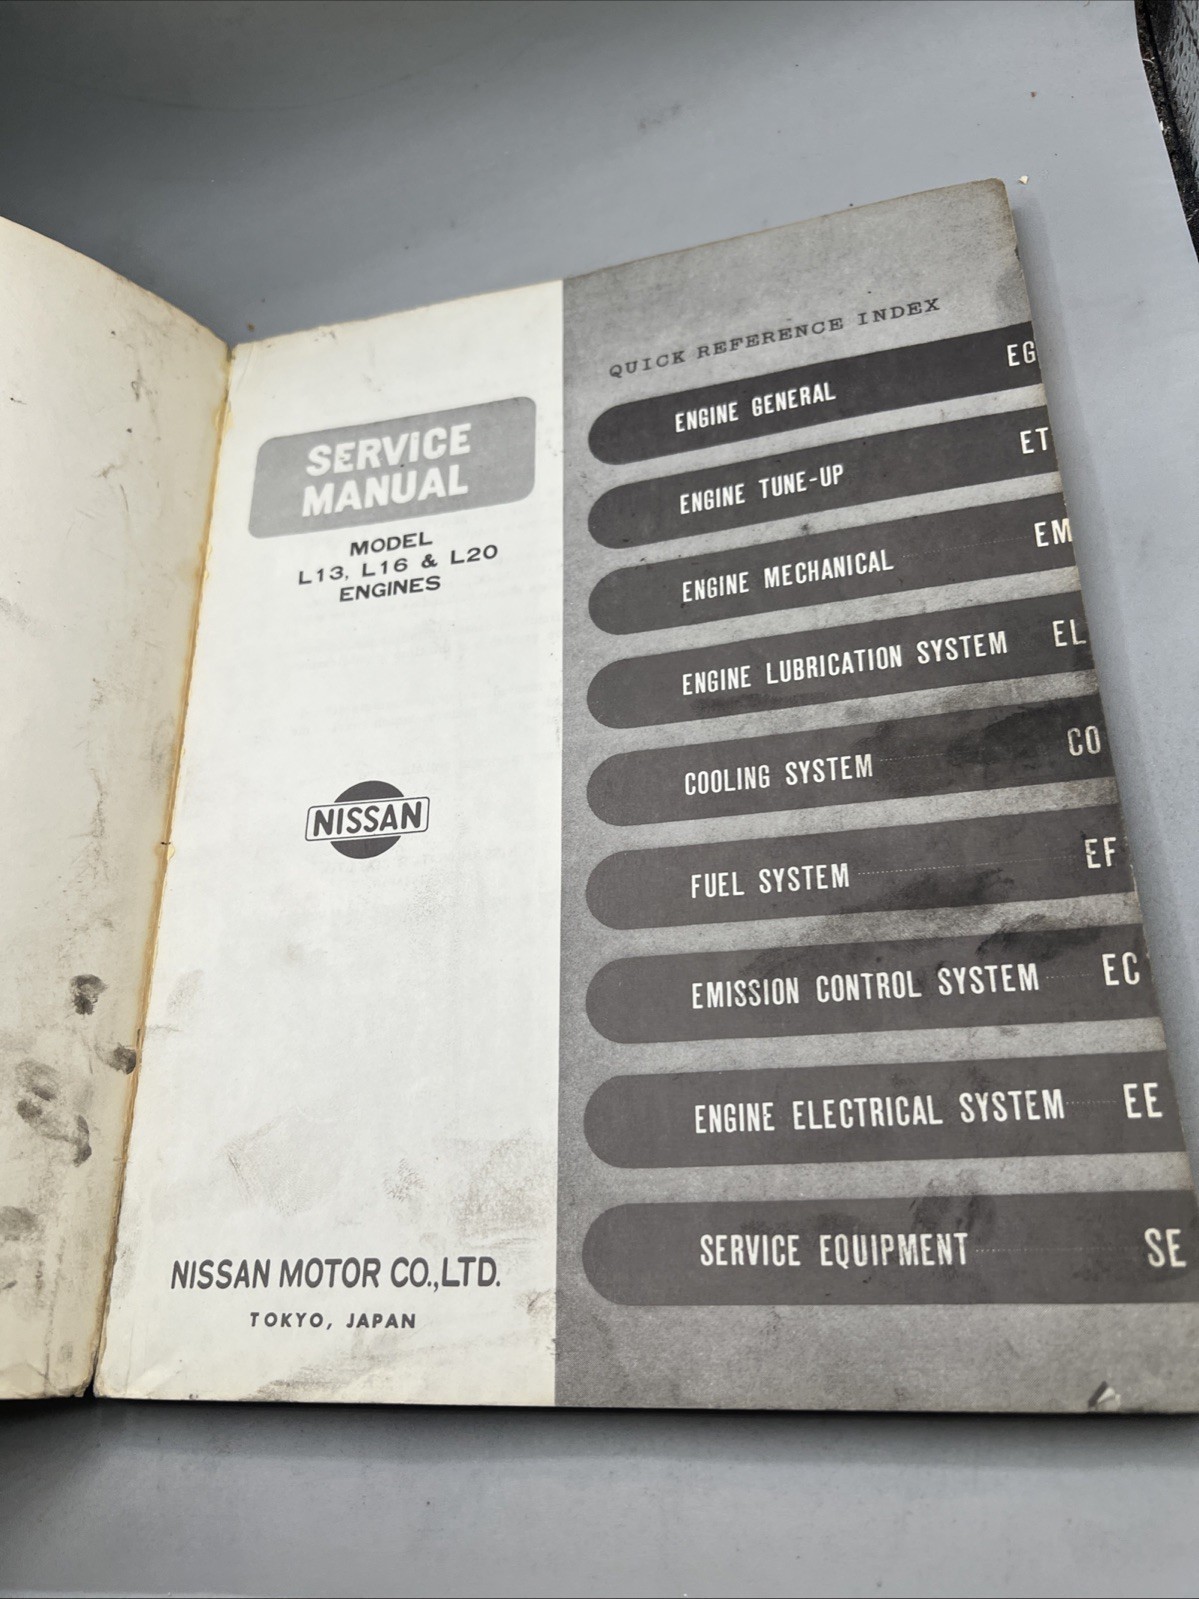 SERVICE
MANUAL
MODEL
L13, L16 & L20
ENGINES
NISSAN
NISSAN MOTOR CO.,LTD.
TOKYO, JAPAN
QUICK REFERENCE INDEX
ENGINE GENERAL EG
ENGINE TUNE-UP ET
ENGINE MECHANICAL EM
ENGINE LUBRICATION SYSTEM EL
COOLING SYSTEM CO
FUEL SYSTEM EF
EMISSION CONTROL SYSTEM EC
ENGINE ELECTRICAL SYSTEM EE
SERVICE EQUIPMENT SE